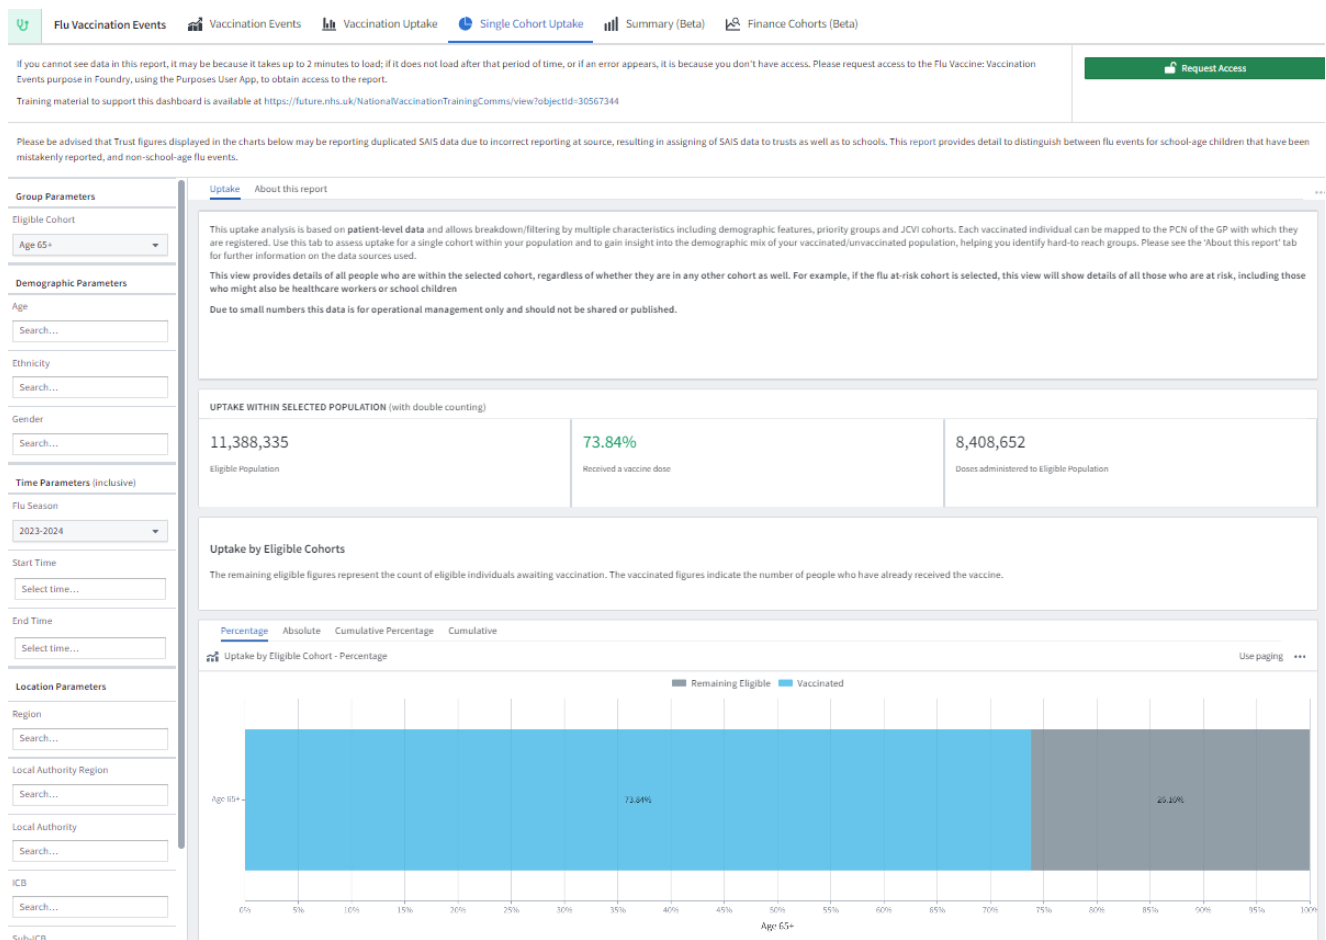 Flu Vaccination Events
Vaccination Events
Vaccination Uptake
Single Cohort Uptake
Summary (Beta)
Finance Cohorts (Beta)
If you cannot see data in this report, it may be because it takes up to 2 minutes to load; if it does not load after that period of time, or if an error appears, it is because you don't have access. Please request access to the Flu Vaccine: Vaccination
Events purpose in Foundry, using the Purposes User App, to obtain access to the report.
Request Access
Training material to support this dashboard is available at https://future.nhs.uk/NationalVaccinationTrainingComms/view?objectId=30567344
Please be advised that Trust figures displayed in the charts below may be reporting duplicated SAIS data due to incorrect reporting at source, resulting in assigning of SAIS data to trusts as well as to schools. This report provides detail to distinguish between flu events for school-age children that have been
mistakenly reported, and non-school-age flu events.
Group Parameters
Eligible Cohort
Age 65+
Demographic Parameters
Age
Search...
Ethnicity
Search...
Gender
Search...
Time Parameters (inclusive)
Flu Season
2023-2024
Start Time
Select time...
End Time
Select time...
Location Parameters
Region
Search...
Local Authority Region
Search...
Local Authority
Search...
ICB
Search...
Sub-ICB
Uptake
About this report
This uptake analysis is based on patient-level data and allows breakdown/filtering by multiple characteristics including demographic features, priority groups and JCVI cohorts. Each vaccinated individual can be mapped to the PCN of the GP with which they
are registered. Use this tab to assess uptake for a single cohort within your population and to gain insight into the demographic mix of your vaccinated/unvaccinated population, helping you identify hard-to reach groups. Please see the 'About this report' tab
for further information on the data sources used.
This view provides details of all people who are within the selected cohort, regardless of whether they are in any other cohort as well. For example, if the flu at-risk cohort is selected, this view will show details of all those who are at risk, including those
who might also be healthcare workers or school children
Due to small numbers this data is for operational management only and should not be shared or published.
UPTAKE WITHIN SELECTED POPULATION (with double counting)
11,388,335
Eligible Population
73.84%
Received a vaccine dose
8,408,652
Doses administered to Eligible Population
Uptake by Eligible Cohorts
The remaining eligible figures represent the count of eligible individuals awaiting vaccination. The vaccinated figures indicate the number of people who have already received the vaccine.
Percentage
Absolute
Cumulative Percentage
Cumulative
Uptake by Eligible Cohort - Percentage
Use paging
Remaining Eligible
Vaccinated
Age 65+
73.84%
0%
5%
10%
15%
20%
25%
30%
35%
40%
45%
50%
55%
60%
65%
70%
75%
80%
85%
90%
95%
100%
Age 65+